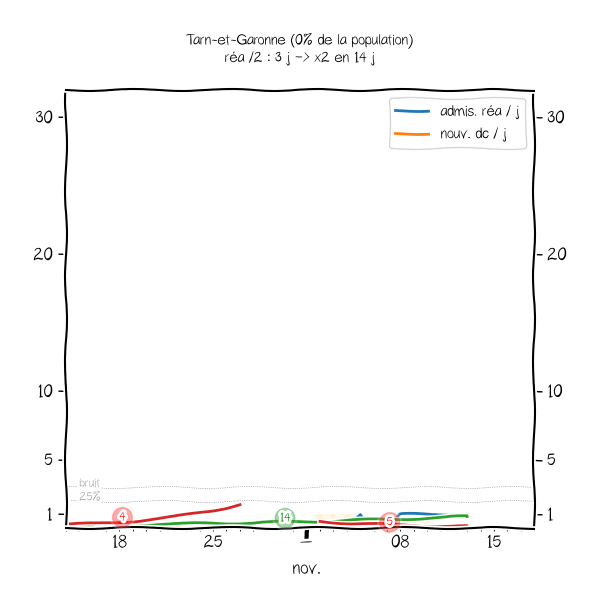 Tarn-et-Garonne (0% de la population)
réa /2 : 3 j -> x2 en 14 j
admis. réa / j
nouv. dc / j
30 30
20 20
10 10
5 5
bruit
25%
1 1
4 14 5
18 25 1 08 15
nov.